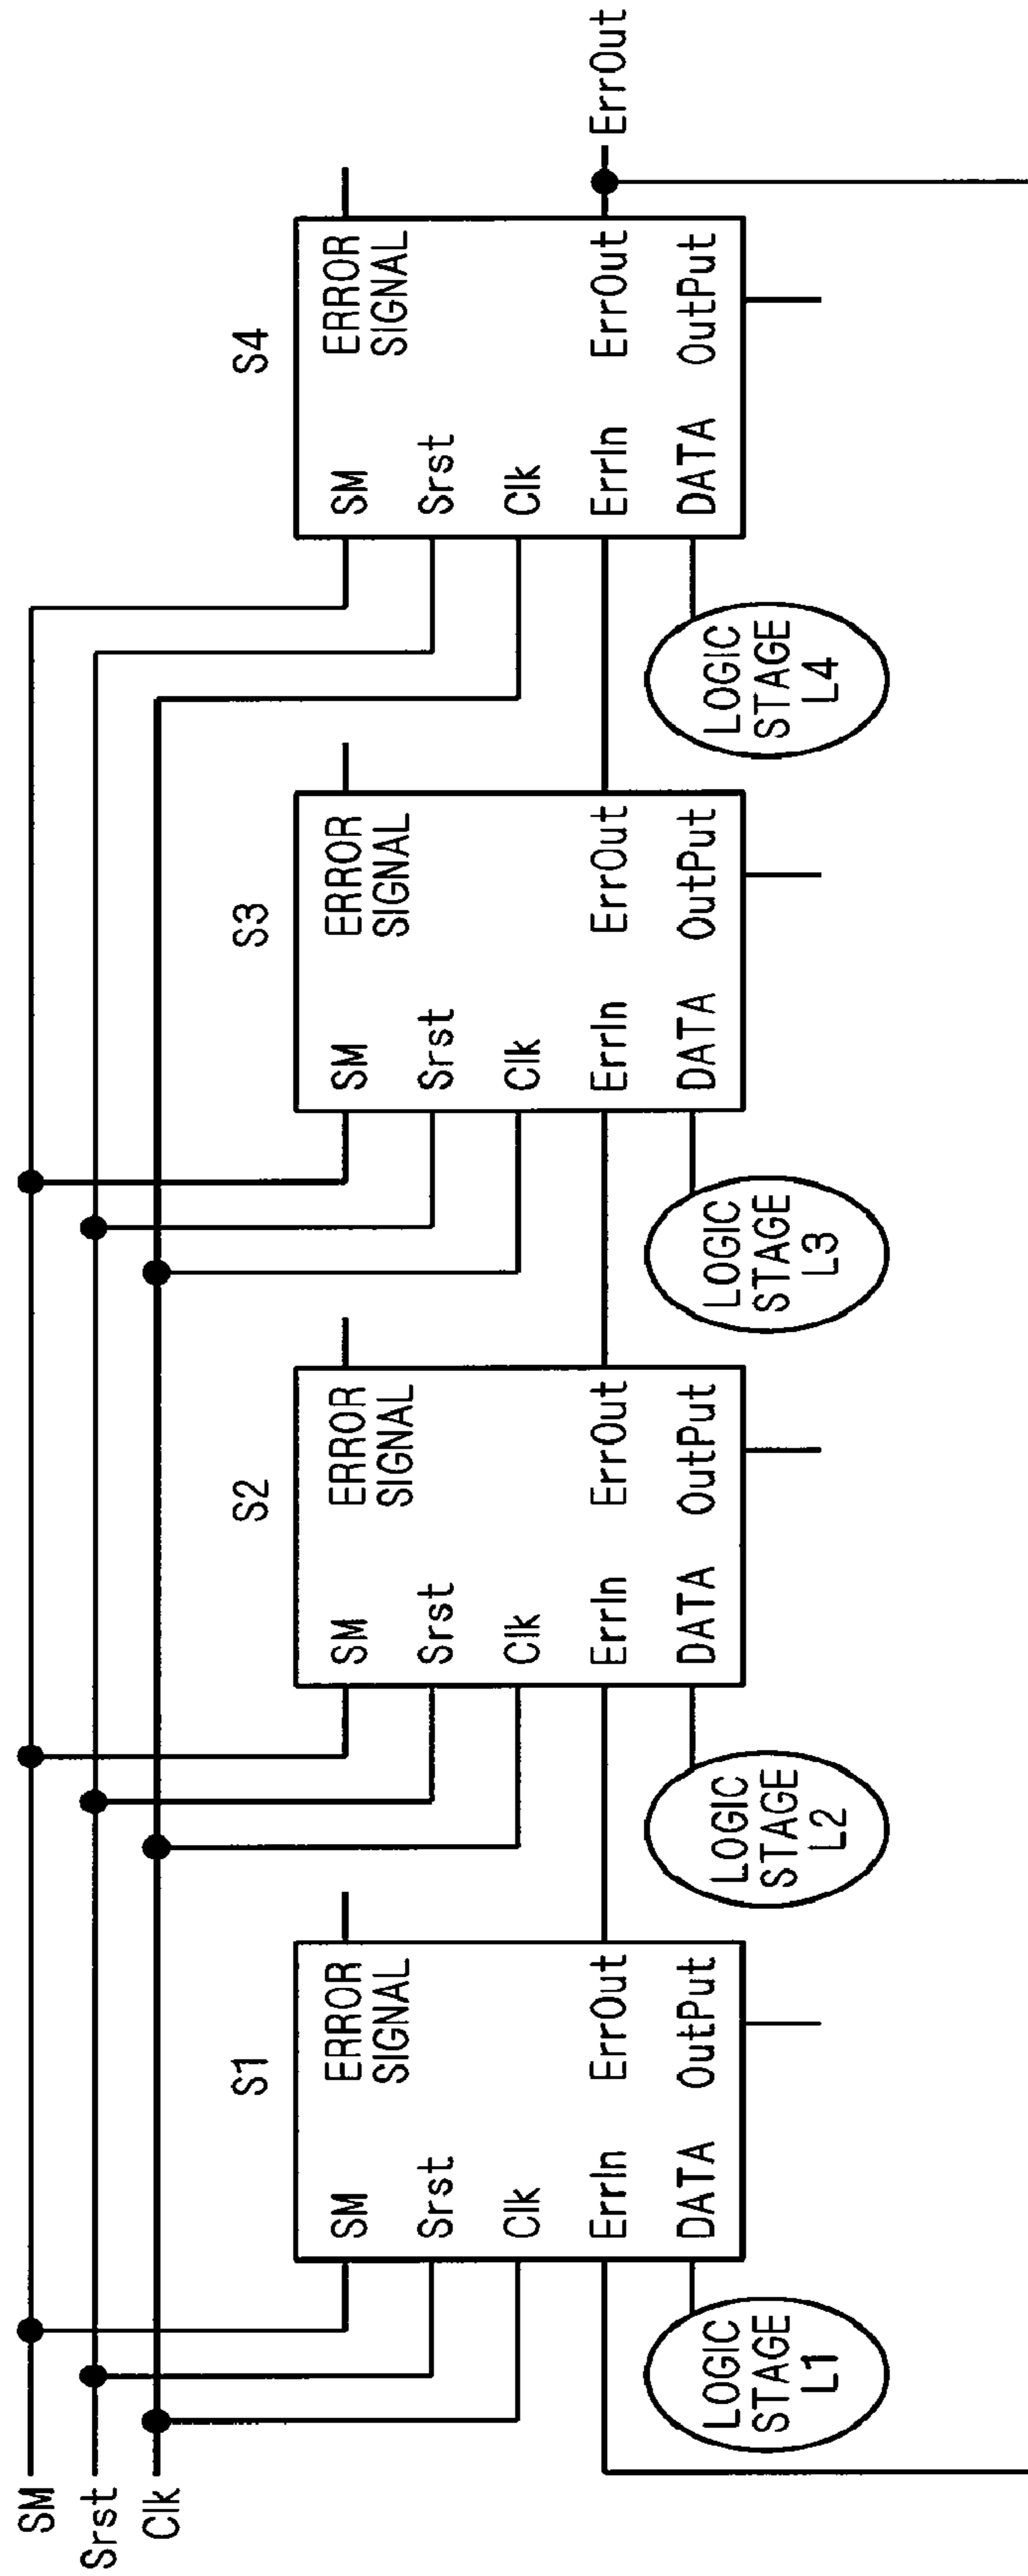 SM
Srst
Clk
S1
SM
Srst
Clk
ErrIn
DATA
ERROR
SIGNAL
ErrOut
OutPut
LOGIC
STAGE
L1
S2
SM
Srst
Clk
ErrIn
DATA
ERROR
SIGNAL
ErrOut
OutPut
LOGIC
STAGE
L2
S3
SM
Srst
Clk
ErrIn
DATA
ERROR
SIGNAL
ErrOut
OutPut
LOGIC
STAGE
L3
S4
SM
Srst
Clk
ErrIn
DATA
ERROR
SIGNAL
ErrOut
OutPut
LOGIC
STAGE
L4
ErrOut